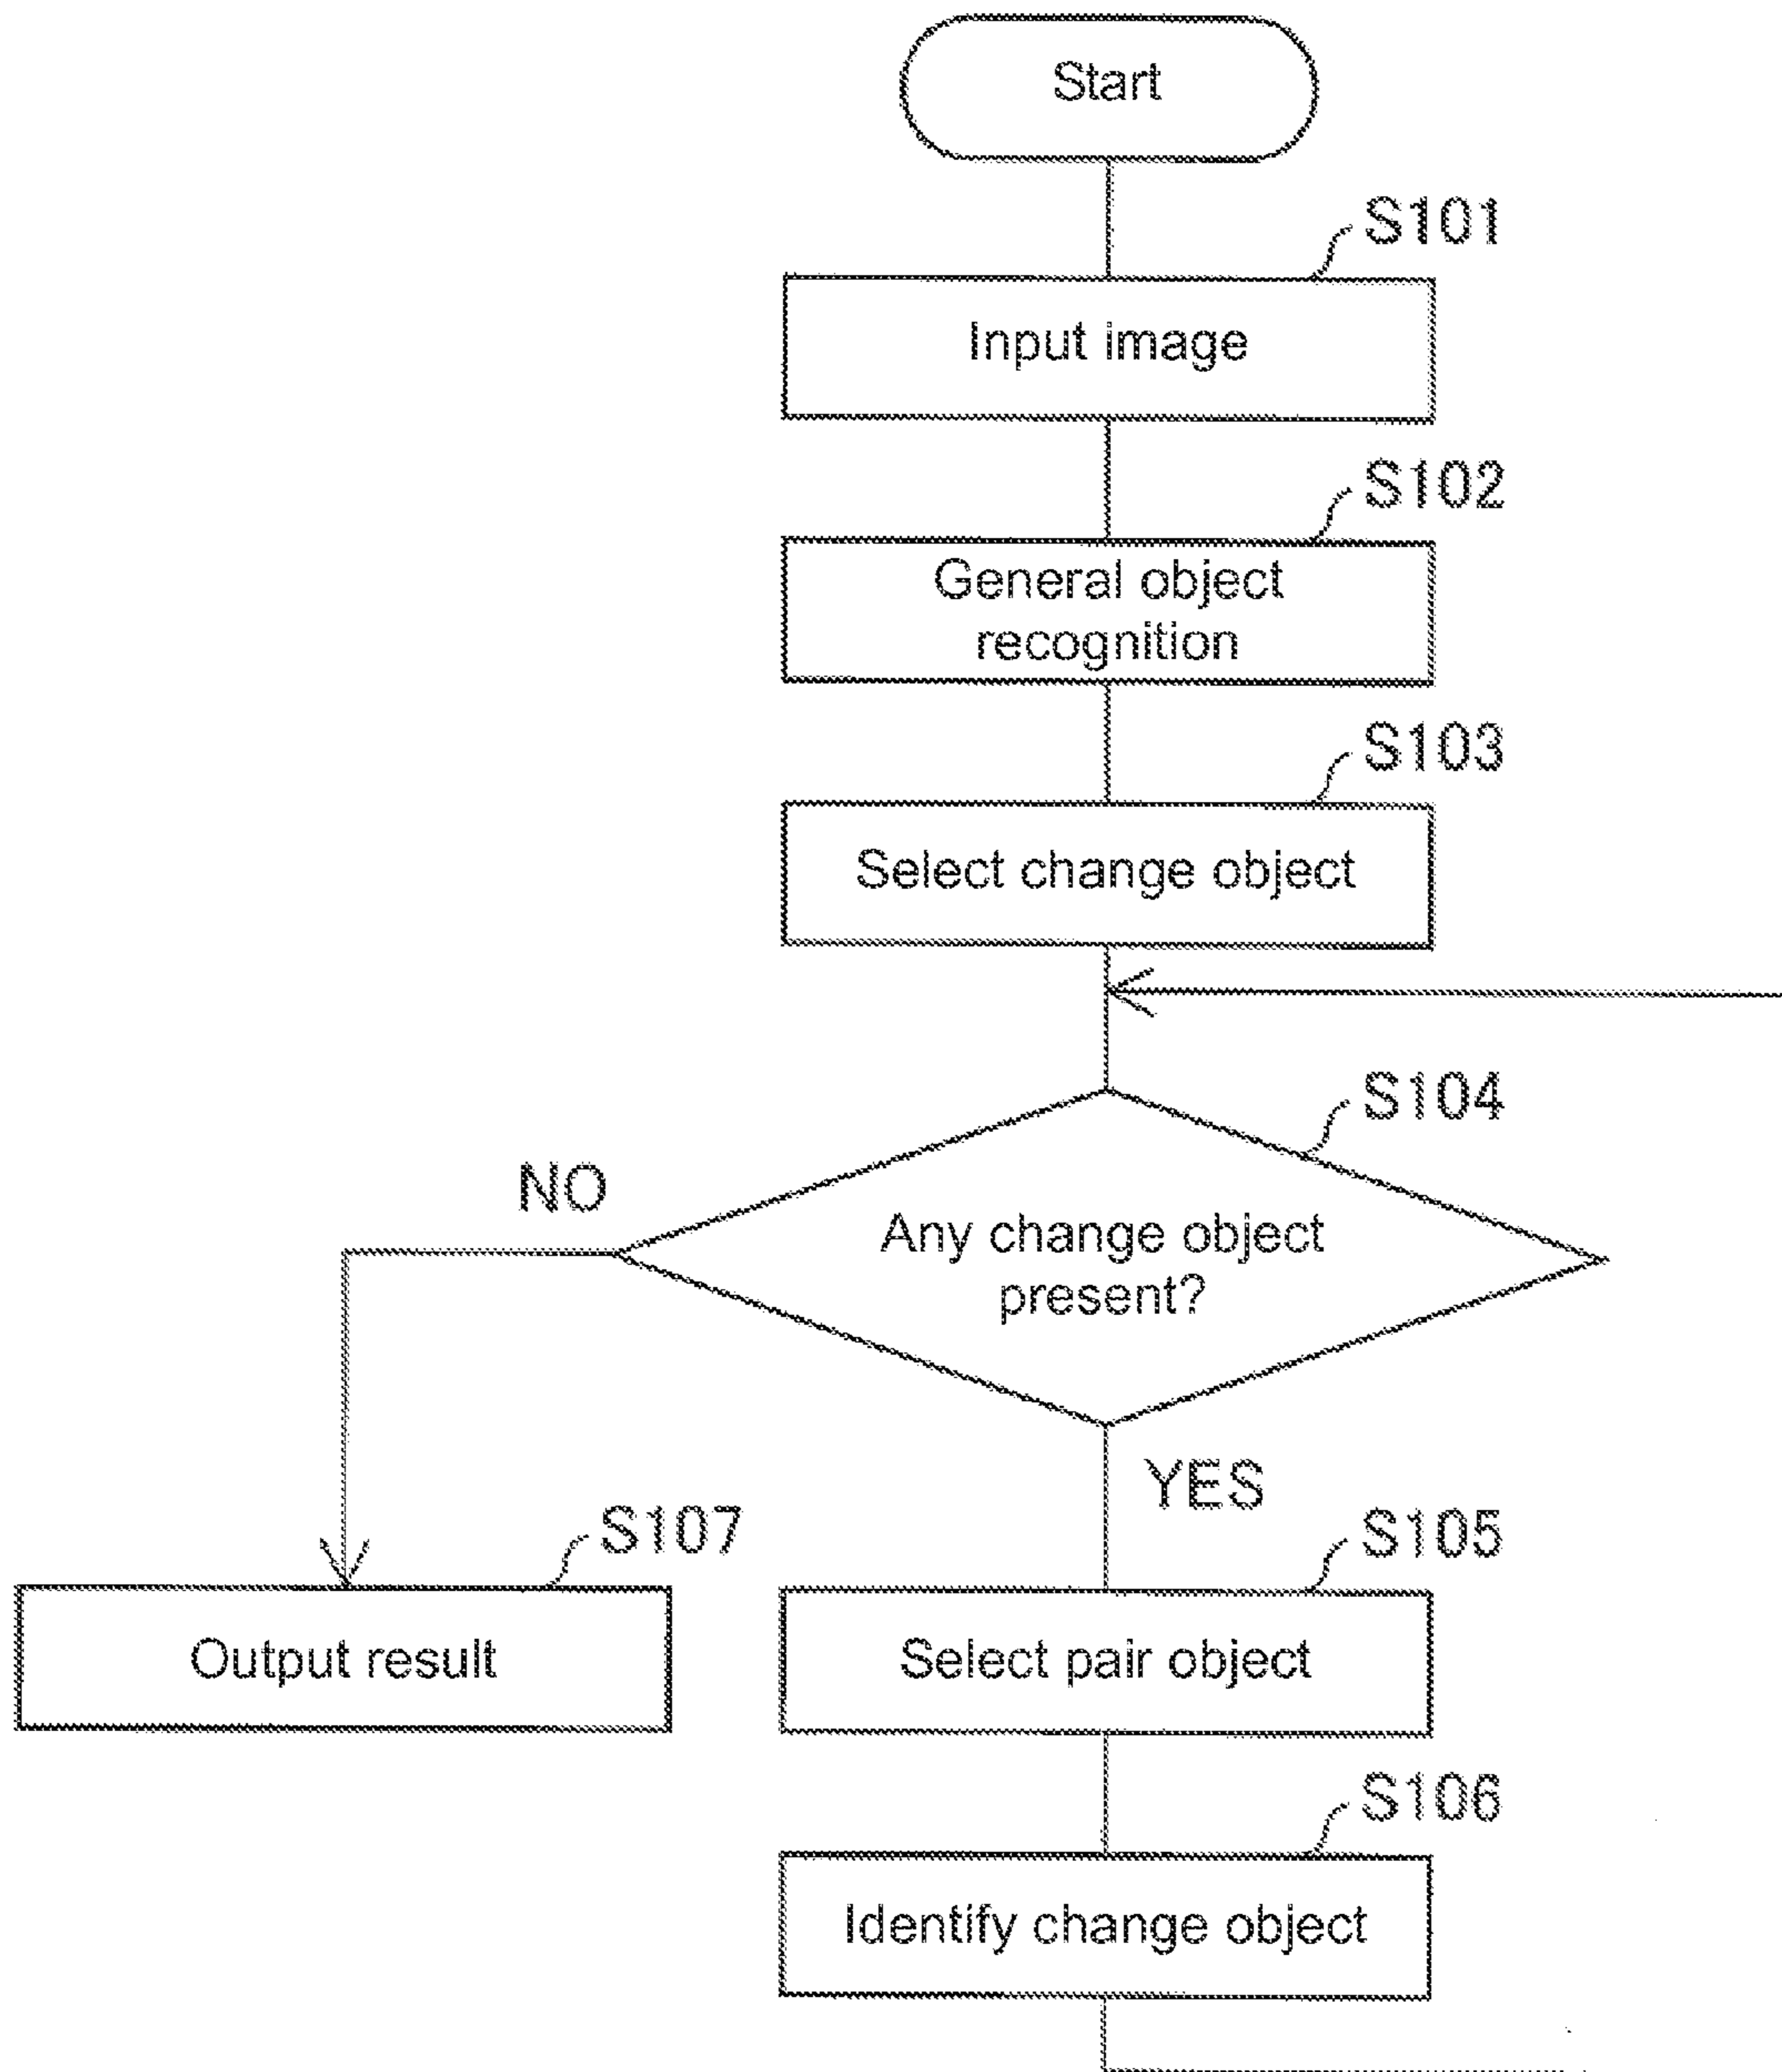 Start
S101
Input image
S102
General object
recognition
S103
Select change object
S104
NO
Any change object
present?
YES
S107
S105
Output result
Select pair object
S106
Identify change object